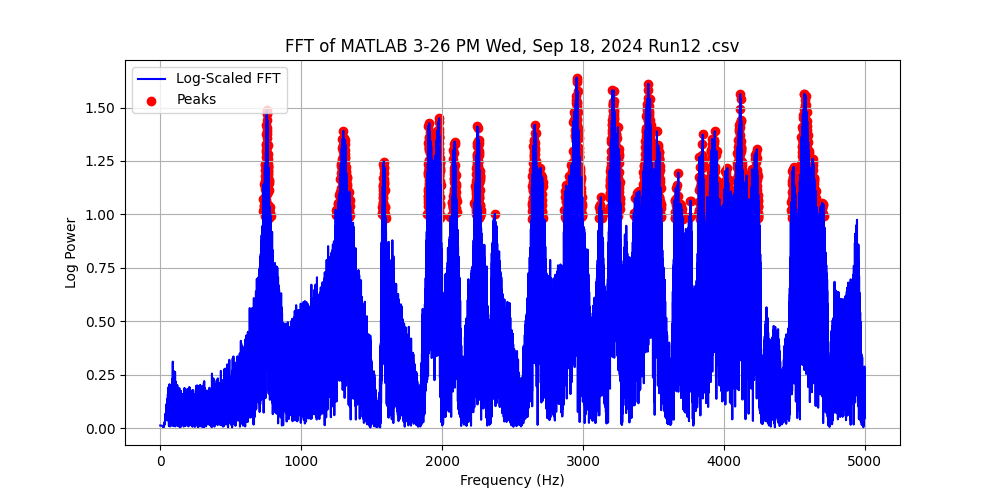 FFT of MATLAB 3-26 PM Wed, Sep 18, 2024 Run12 .csv
Log-Scaled FFT
Peaks
1.50
1.25
1.00
0.75
0.50
0.25
0.00
Log Power
0 1000 2000 3000 4000 5000
Frequency (Hz)